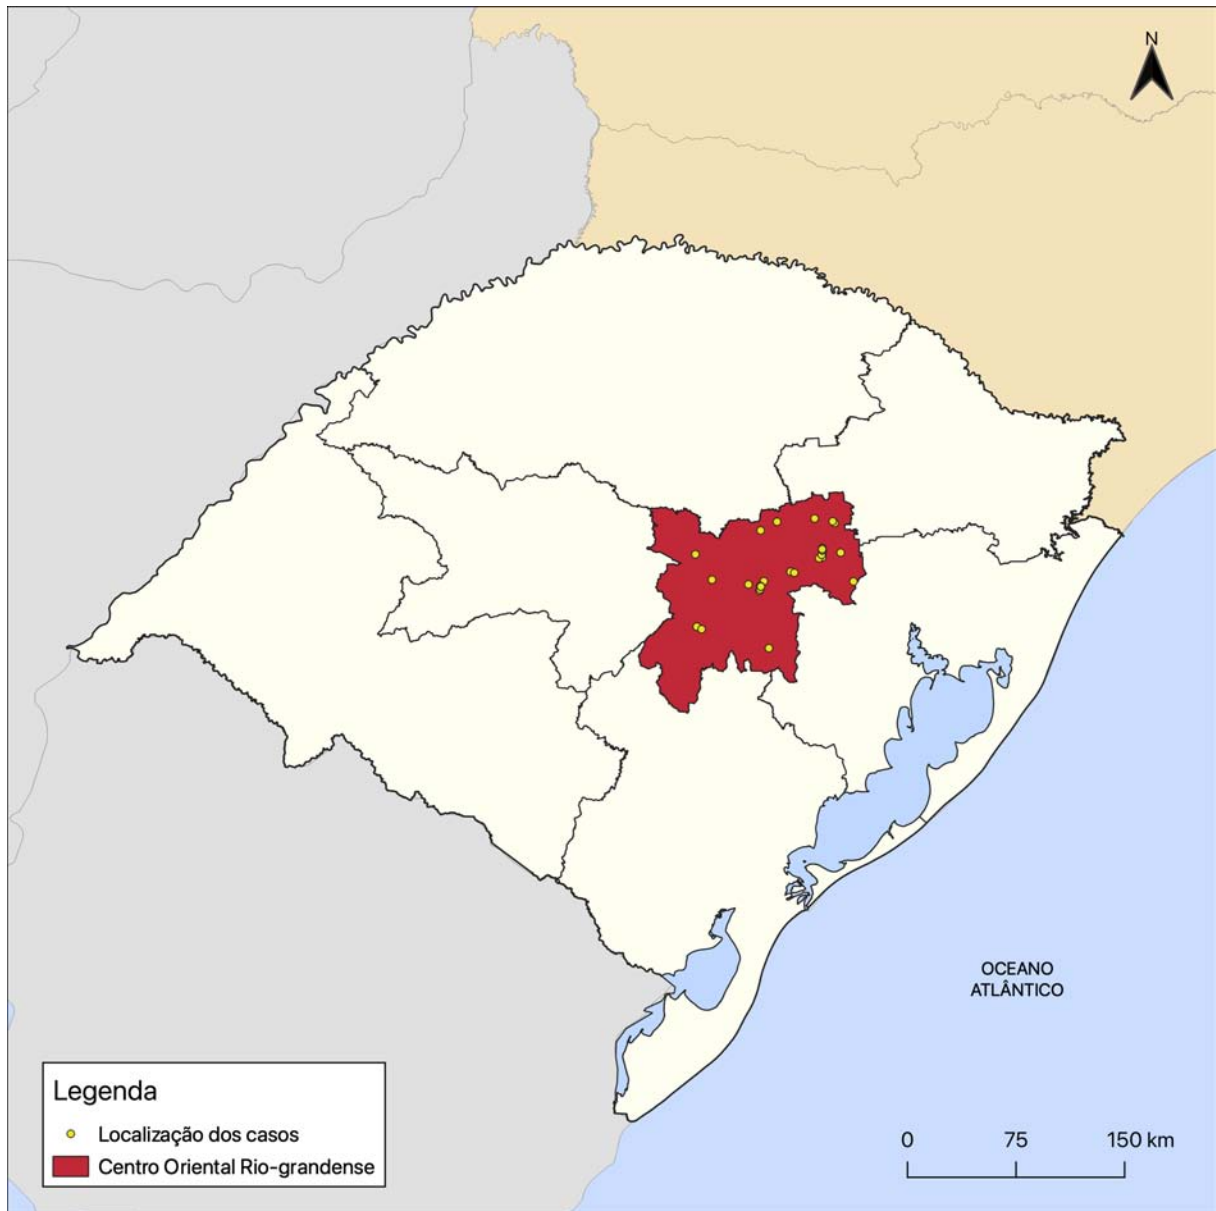 N
OCEANO
ATLÂNTICO
Legenda
Localização dos casos
Centro Oriental Rio-grandense
0 75 150 km